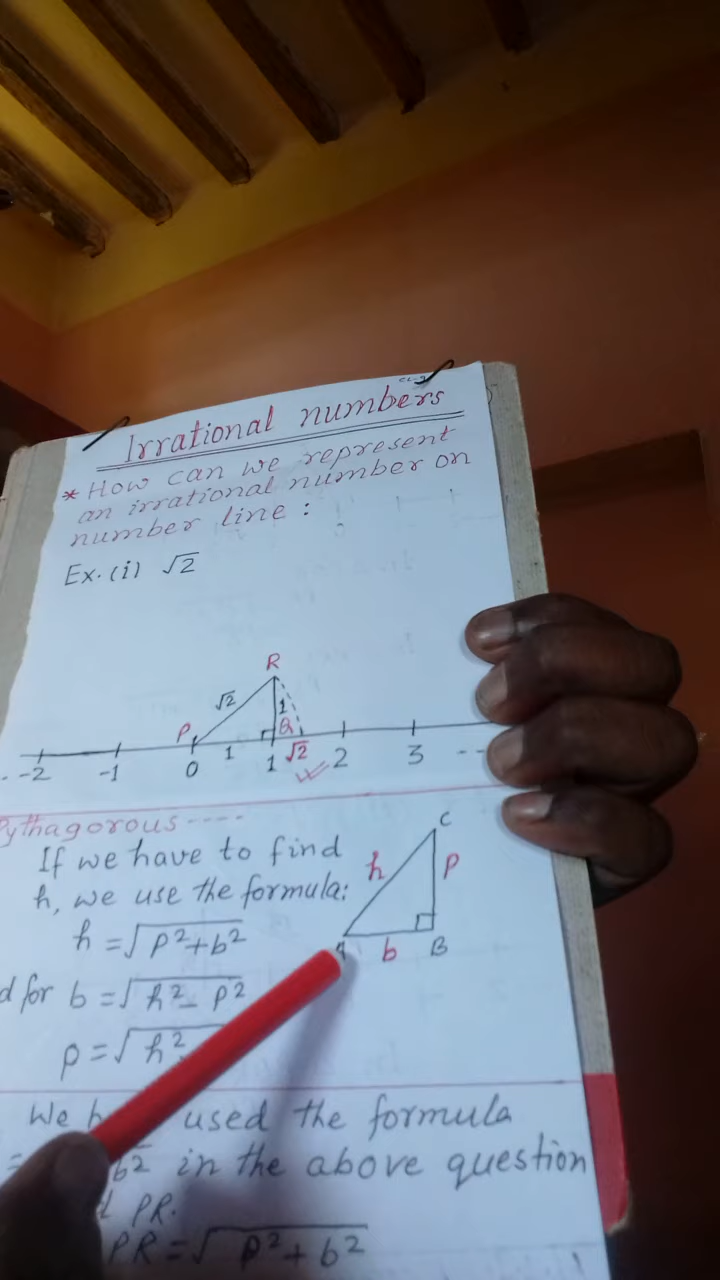 Irrational numbers
* How can we represent
an irrational number on
number line :
Ex. (i) √2
R
√2
1
P
Q
-2 -1 0 1 1 √2 2 3 --
Pythagorous ----
If we have to find
h, we use the formula:
h = √p²+b²
for b = √h²- p²
p = √h²
C
h
p
A b B
We used the formula
b² in the above question
PR.
PR = √p²+b²